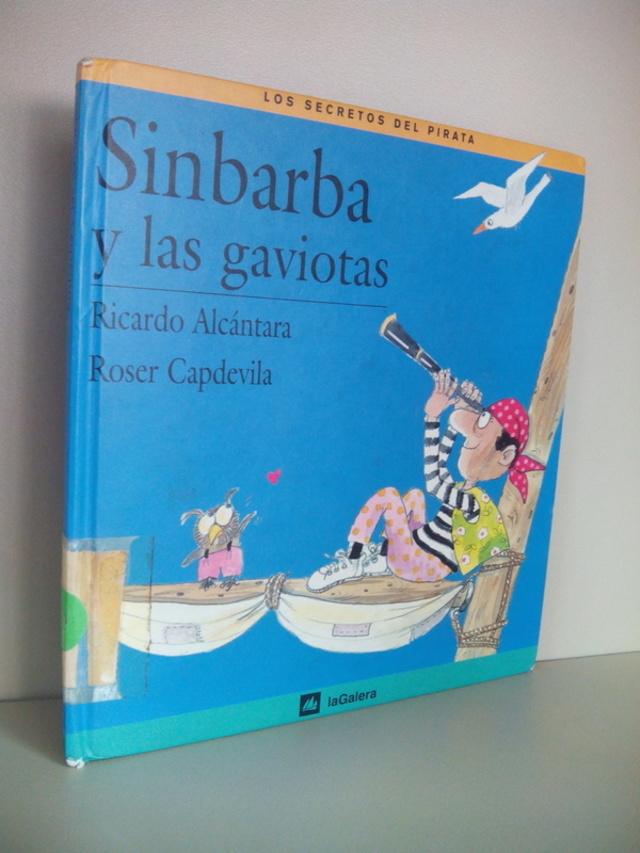 LOS SECRETOS DEL PIRATA
Sinbarba
y las gaviotas
Ricardo Alcántara
Roser Capdevila
laGalera